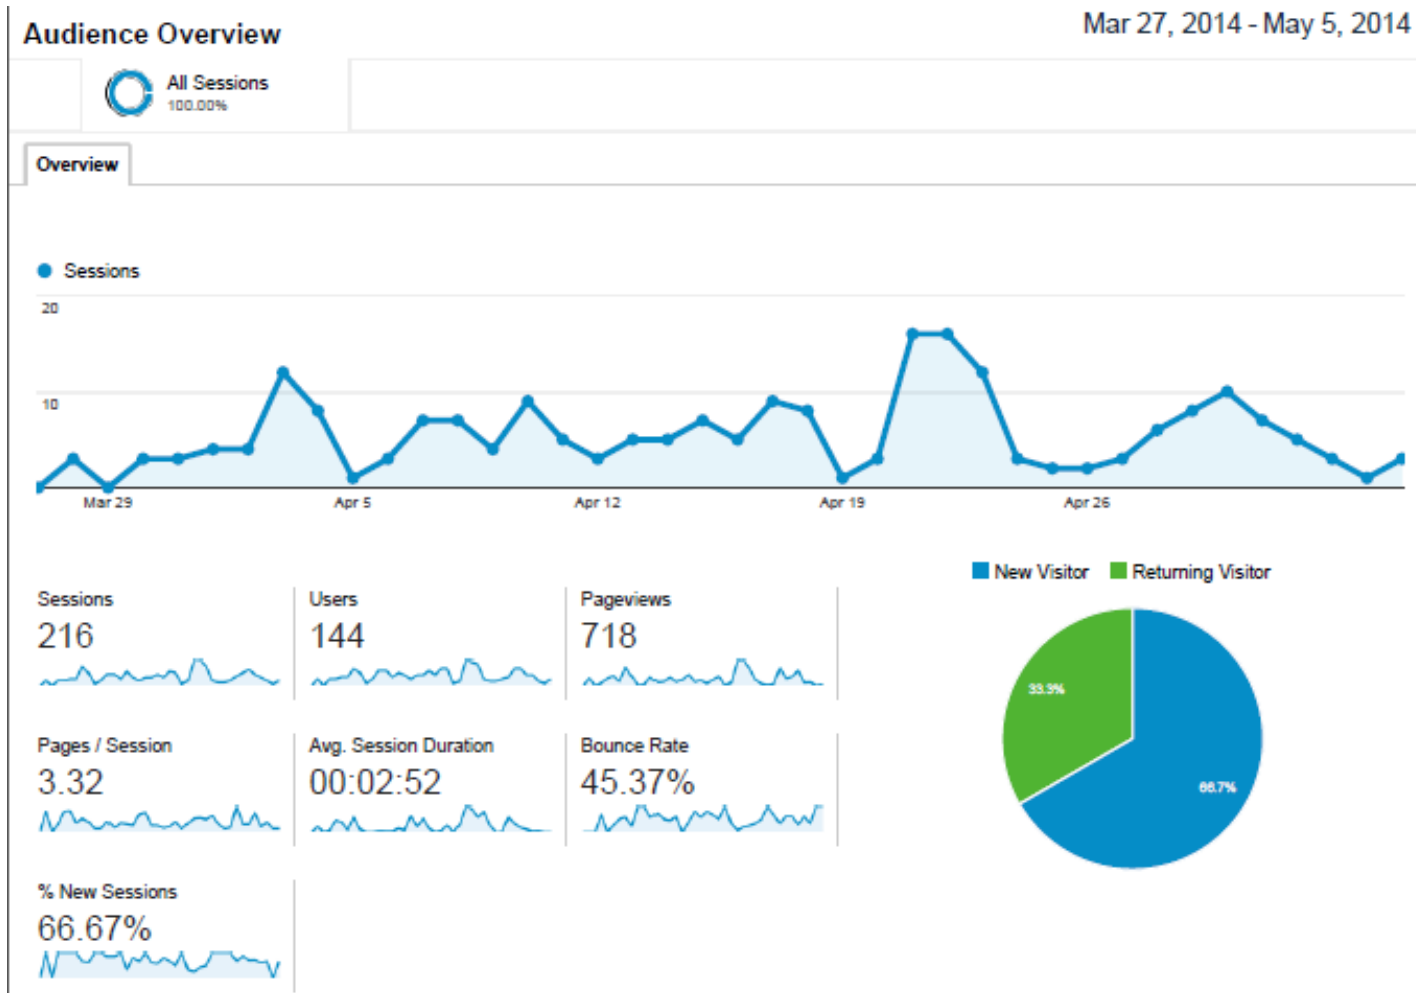 Audience Overview
Mar 27, 2014 - May 5, 2014
All Sessions
100.00%
Overview
Sessions
20
10
Mar 29
Apr 5
Apr 12
Apr 19
Apr 26
New Visitor
Returning Visitor
Sessions
216
Users
144
Pageviews
718
33.3%
66.7%
Pages / Session
3.32
Avg. Session Duration
00:02:52
Bounce Rate
45.37%
% New Sessions
66.67%